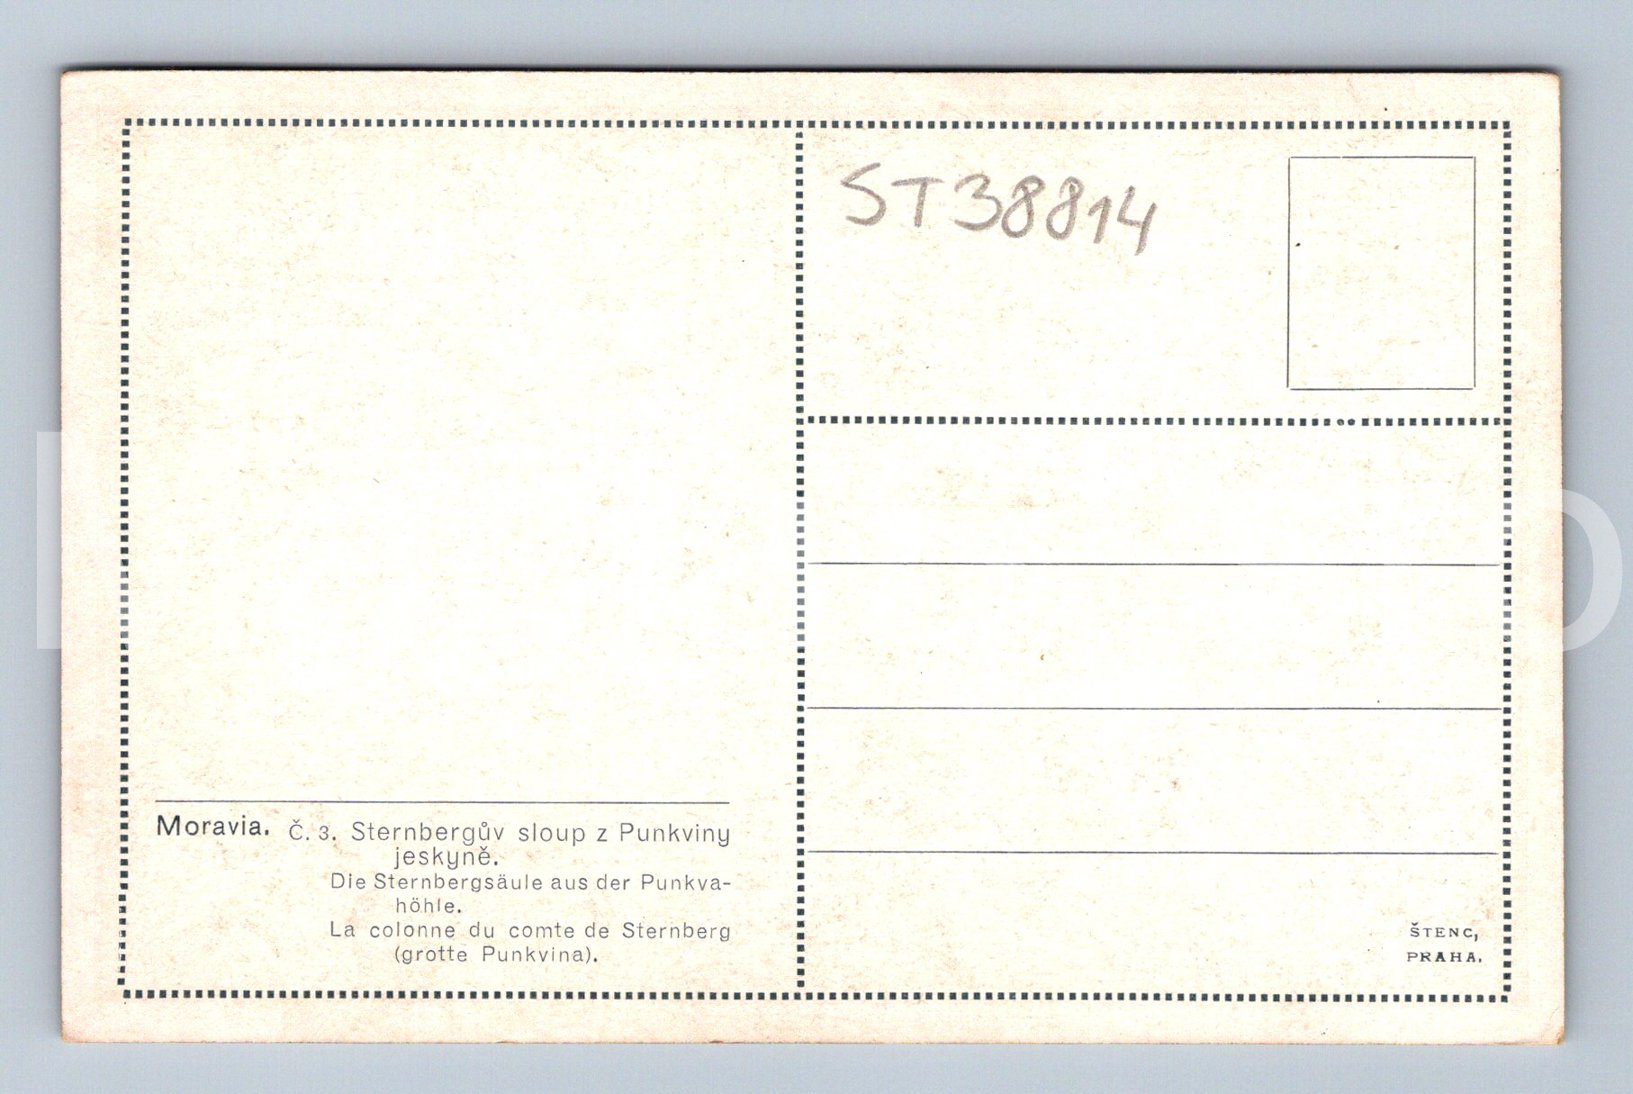 ST38814
Moravia. Č. 3. Sternbergův sloup z Punkviny
jeskyně.
Die Sternbergsäule aus der Punkva-
höhle.
La colonne du comte de Sternberg
(grotte Punkvina).
ŠTENC,
PRAHA.